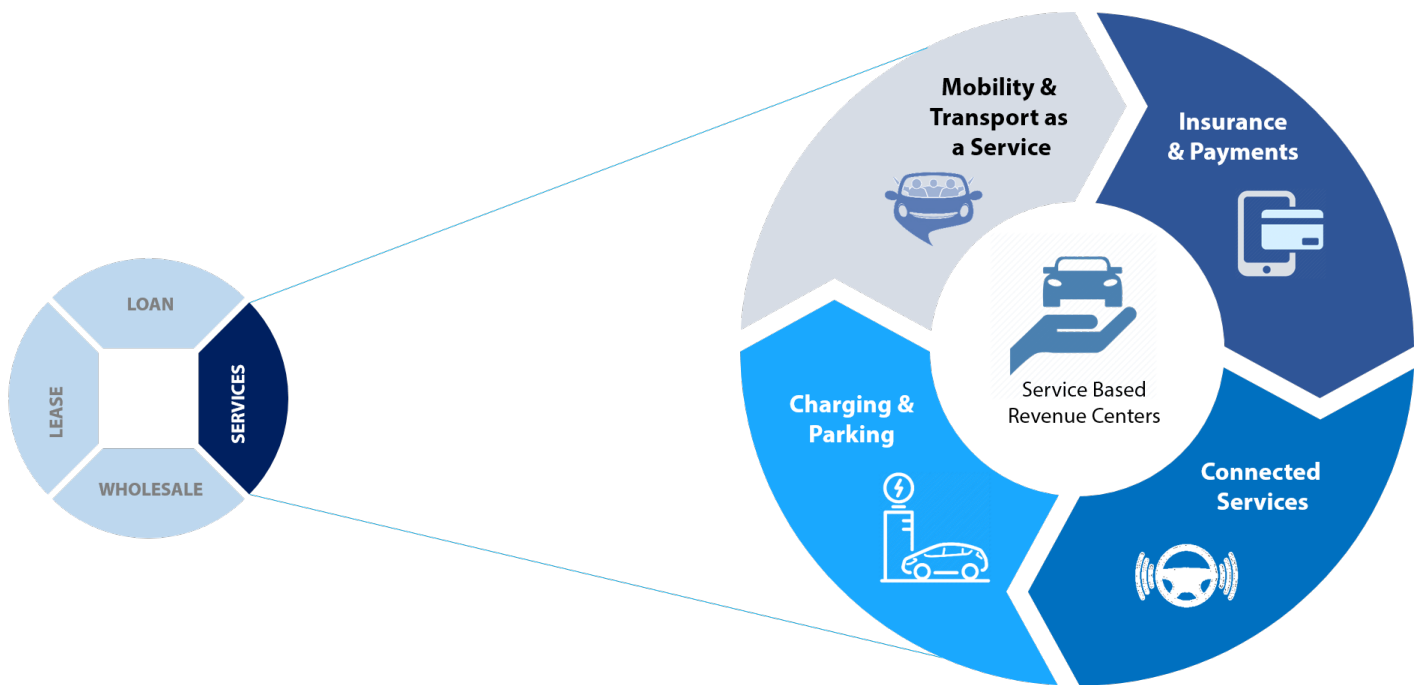 LOAN
LEASE
SERVICES
WHOLESALE
Mobility &
Transport as
a Service
Insurance
& Payments
Service Based
Revenue Centers
Charging &
Parking
Connected
Services